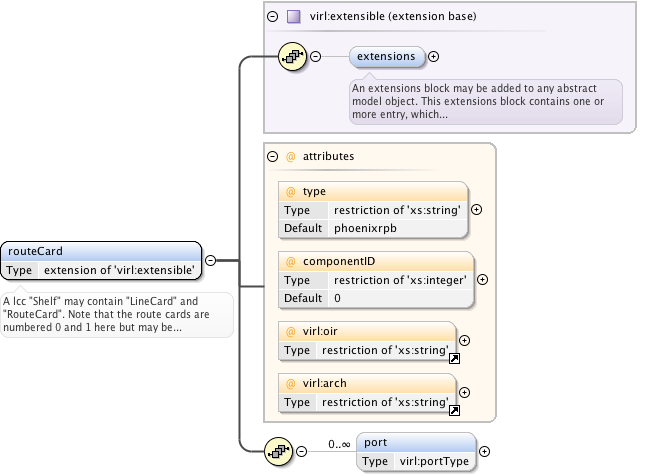 virl:extensible (extension base)
extensions
An extensions block may be added to any abstract
model object. This extensions block contains one or
more entry, which...
@ attributes
@ type
Type restriction of 'xs:string'
Default phoenixrpb
@ componentID
Type restriction of 'xs:integer'
Default 0
@ virl:oir
Type restriction of 'xs:string'
@ virl:arch
Type restriction of 'xs:string'
routeCard
Type extension of 'virl:extensible'
A lcc "Shelf" may contain "LineCard" and
"RouteCard". Note that the route cards are
numbered 0 and 1 here but may be...
0..∞
port
Type virl:portType